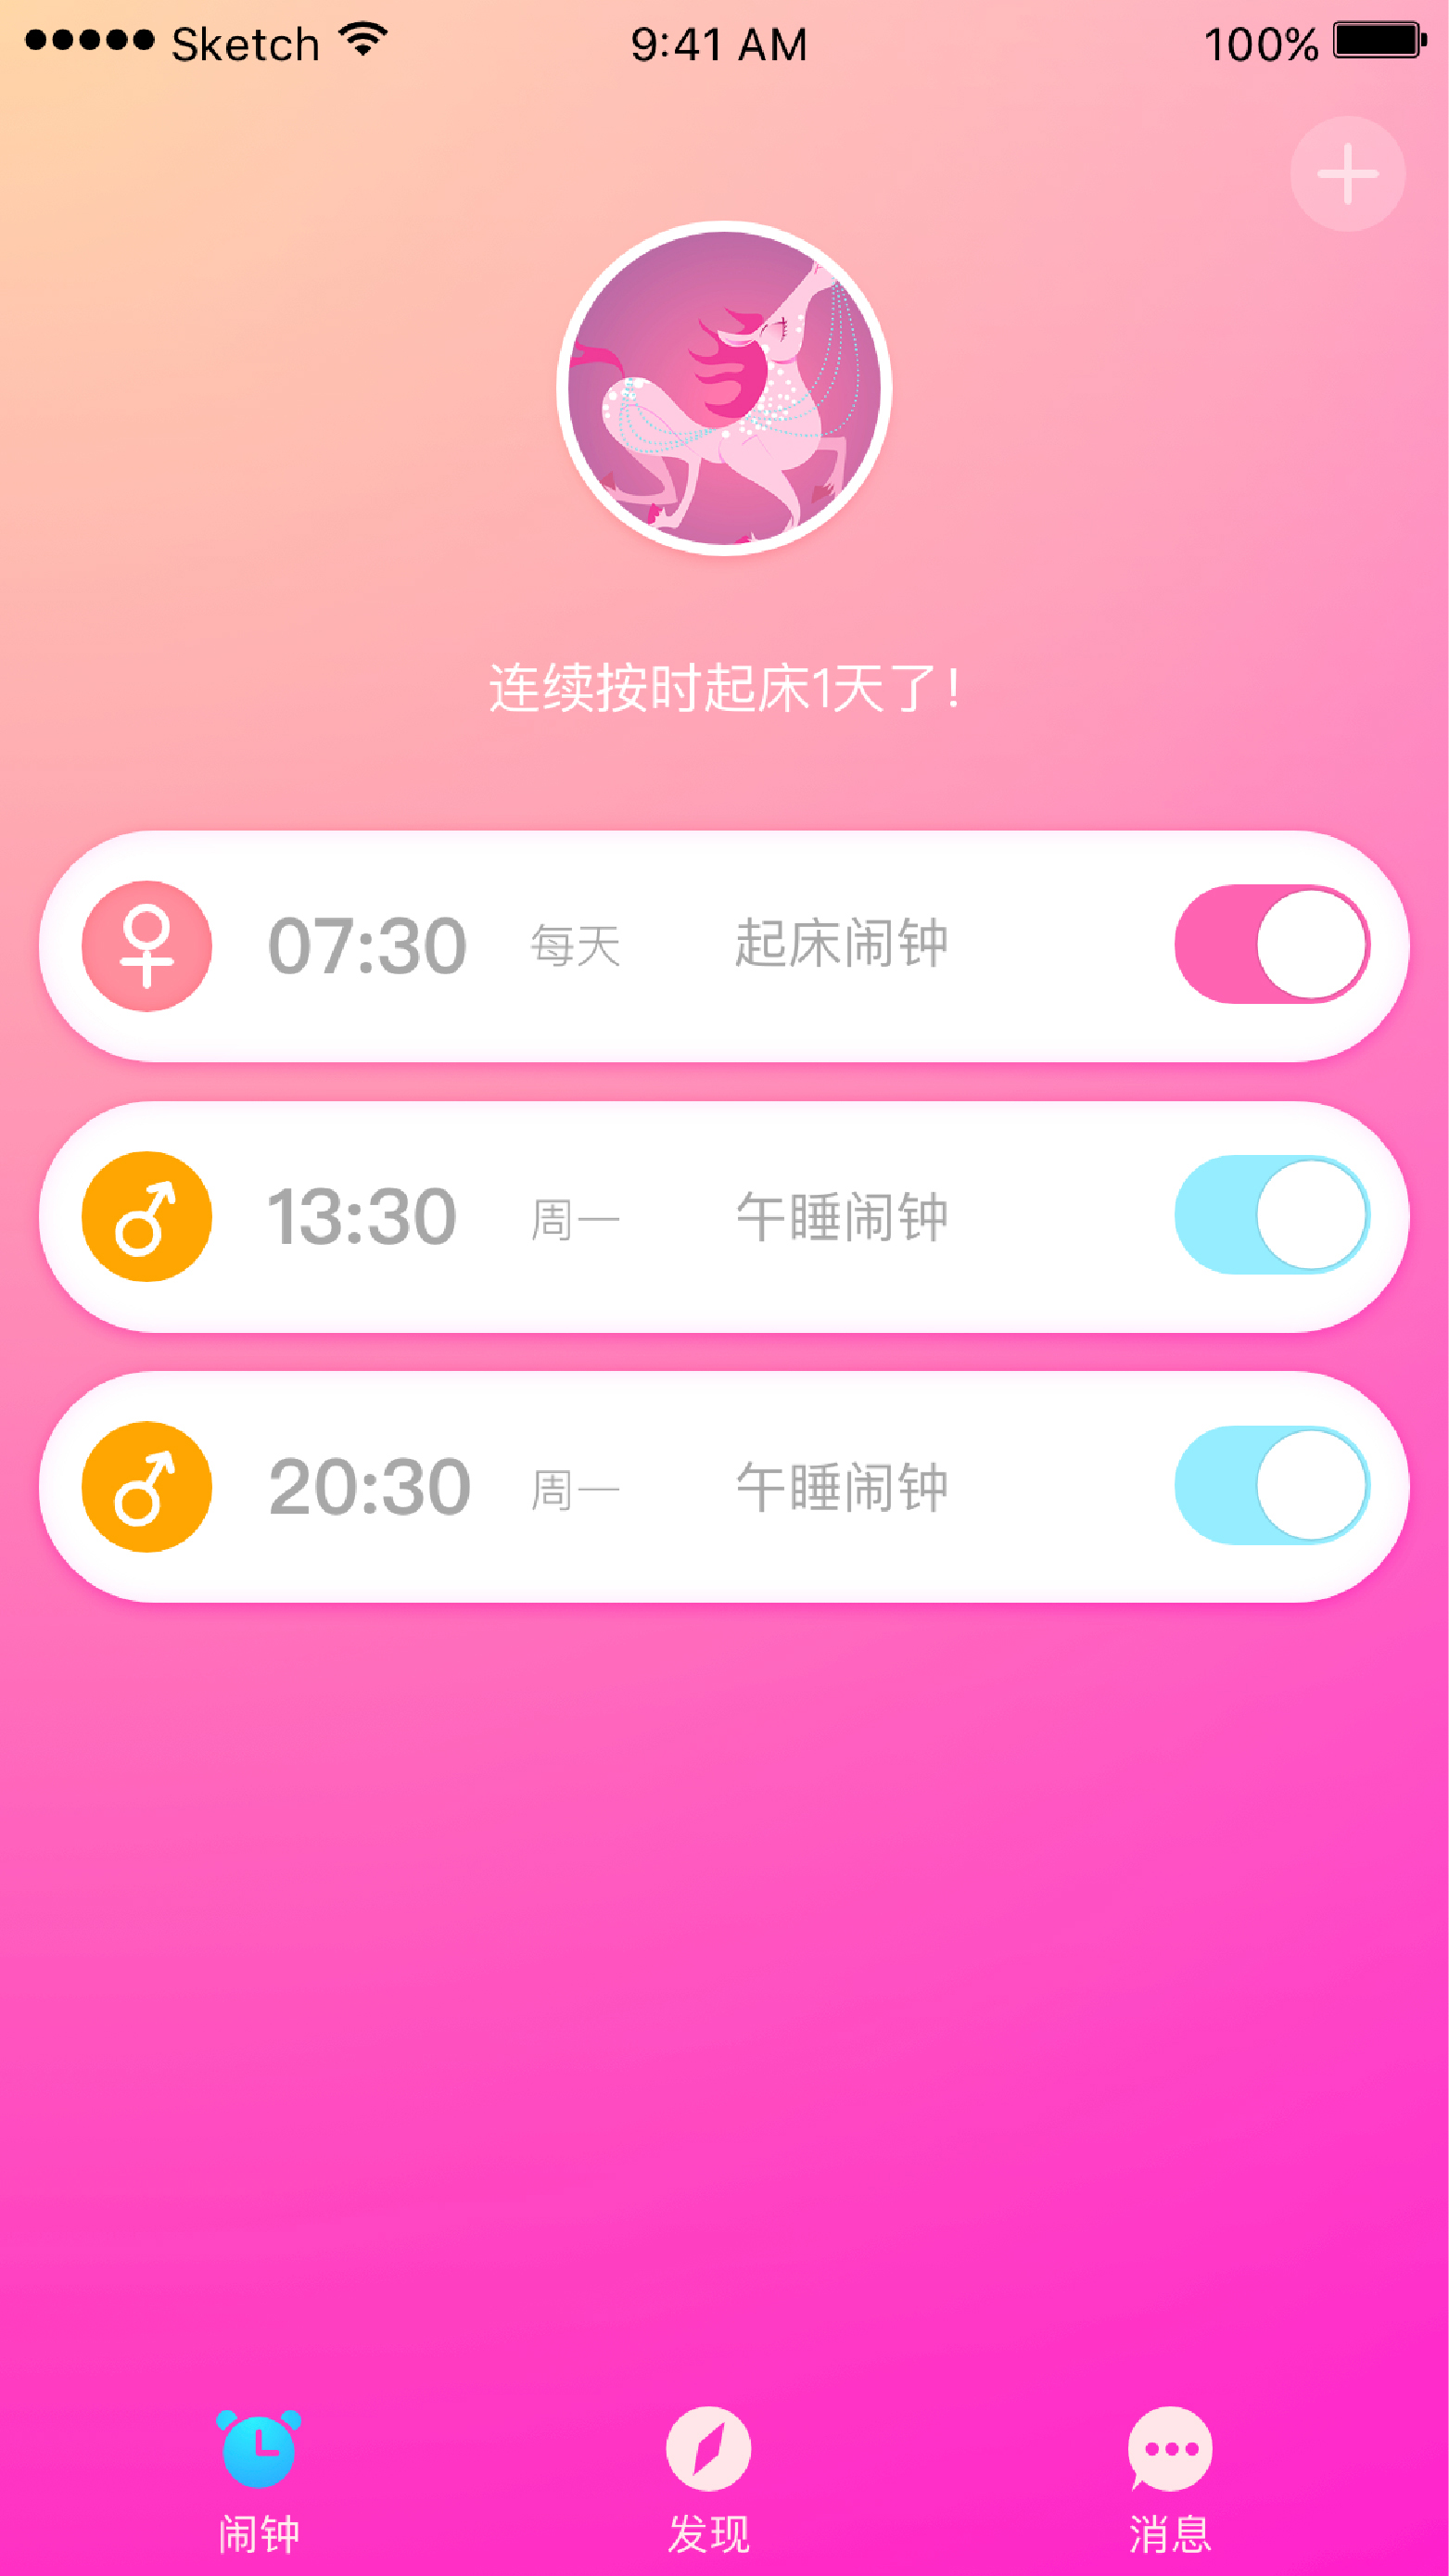 Sketch 9:41 AM 100%
连续按时起床1天了！
07:30 每天 起床闹钟
13:30 周一 午睡闹钟
20:30 周一 午睡闹钟
闹钟 发现 消息